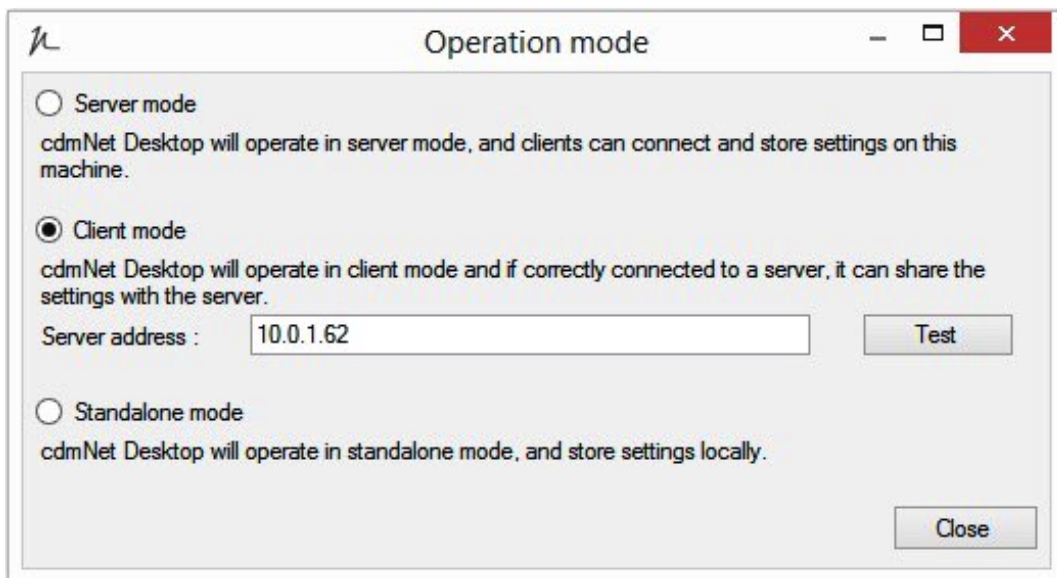 Operation mode
Server mode
cdmNet Desktop will operate in server mode, and clients can connect and store settings on this
machine.
Client mode
cdmNet Desktop will operate in client mode and if correctly connected to a server, it can share the
settings with the server.
Server address : 10.0.1.62 Test
Standalone mode
cdmNet Desktop will operate in standalone mode, and store settings locally.
Close